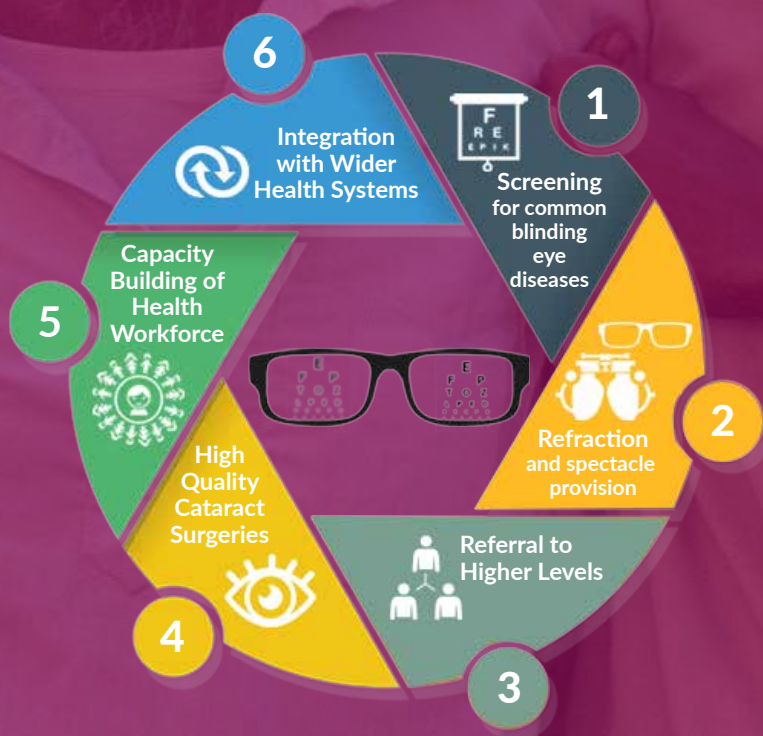 1
F
R E
E P I K
Screening
for common
blinding
eye
diseases
2
Refraction
and spectacle
provision
3
Referral to
Higher Levels
4
High
Quality
Cataract
Surgeries
5
Capacity
Building of
Health
Workforce
6
Integration
with Wider
Health Systems
E
F P
T O Z
E
F P
T O Z
L P E D